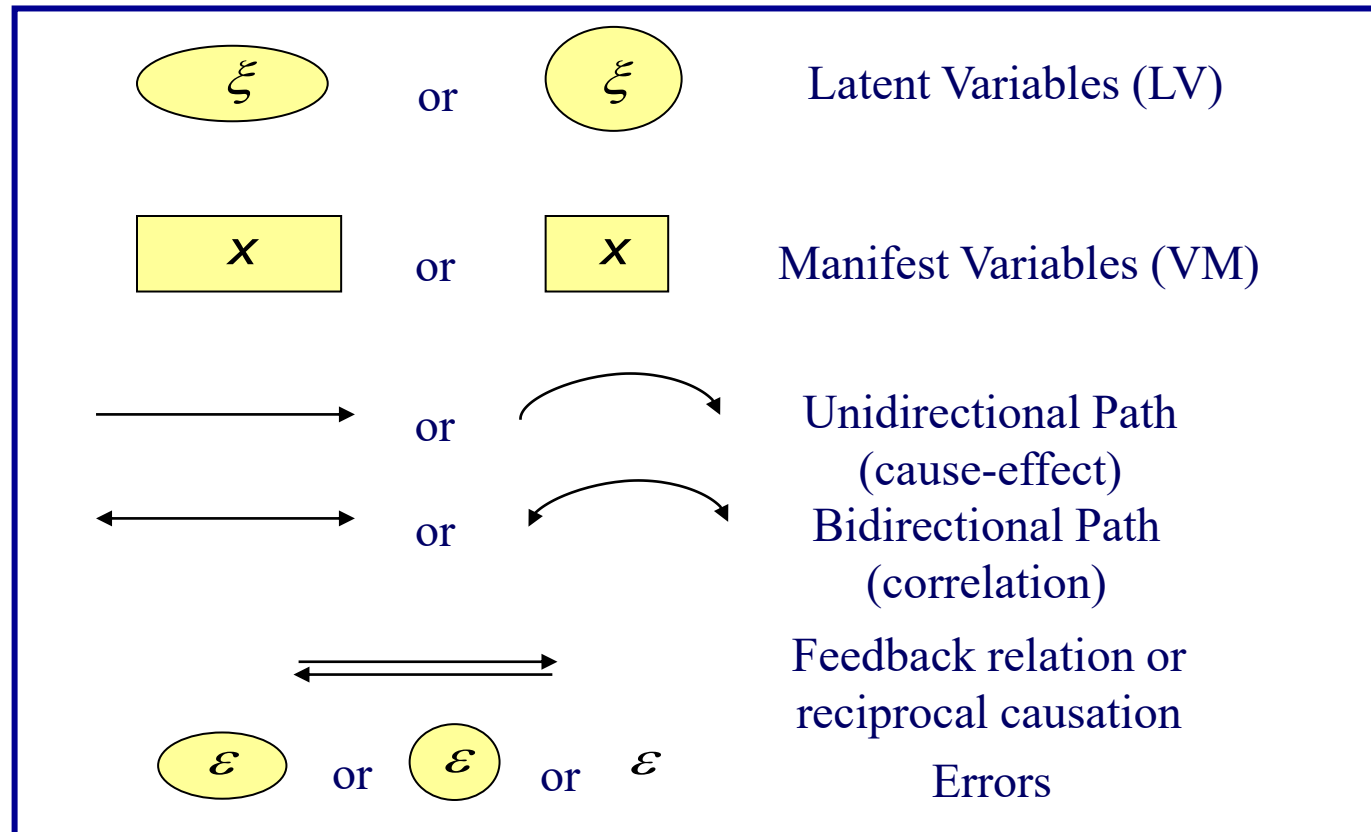 ξ or ξ Latent Variables (LV)
x or x Manifest Variables (VM)
or Unidirectional Path
(cause-effect)
or Bidirectional Path
(correlation)
Feedback relation or
reciprocal causation
ε or ε or ε Errors